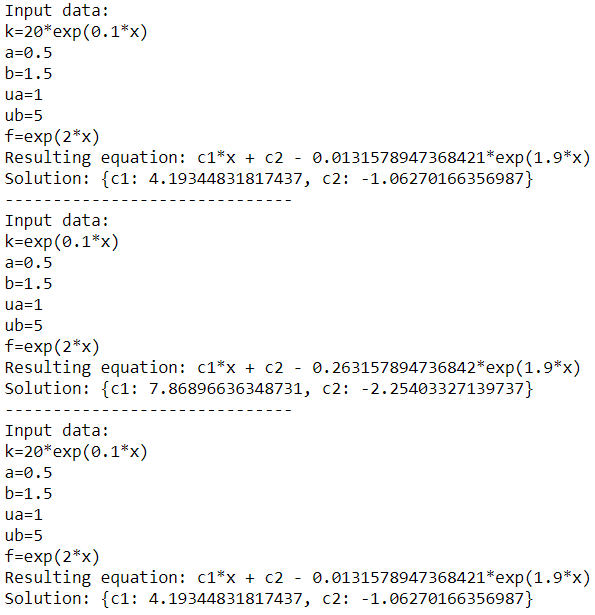 Input data:
k=20*exp(0.1*x)
a=0.5
b=1.5
ua=1
ub=5
f=exp(2*x)
Resulting equation: c1*x + c2 - 0.0131578947368421*exp(1.9*x)
Solution: {c1: 4.19344831817437, c2: -1.06270166356987}
------------------------------
Input data:
k=exp(0.1*x)
a=0.5
b=1.5
ua=1
ub=5
f=exp(2*x)
Resulting equation: c1*x + c2 - 0.263157894736842*exp(1.9*x)
Solution: {c1: 7.86896636348731, c2: -2.25403327139737}
------------------------------
Input data:
k=20*exp(0.1*x)
a=0.5
b=1.5
ua=1
ub=5
f=exp(2*x)
Resulting equation: c1*x + c2 - 0.0131578947368421*exp(1.9*x)
Solution: {c1: 4.19344831817437, c2: -1.06270166356987}